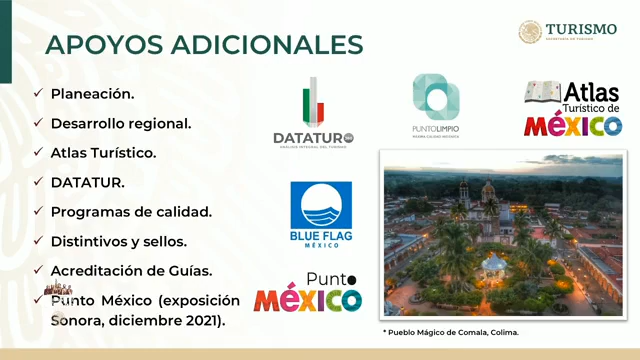 APOYOS ADICIONALES
TURISMO
SECRETARÍA DE TURISMO
Planeación.
Desarrollo regional.
Atlas Turístico.
DATATUR.
Programas de calidad.
Distintivos y sellos.
Acreditación de Guías.
Punto México (exposición
Sonora, diciembre 2021).
DATATUR
ANÁLISIS INTEGRAL DEL TURISMO
PUNTOLIMPIO
Atlas
Turístico de
MÉXICO
BLUE FLAG
MÉXICO
Punto
MÉXICO
* Pueblo Mágico de Comala, Colima.